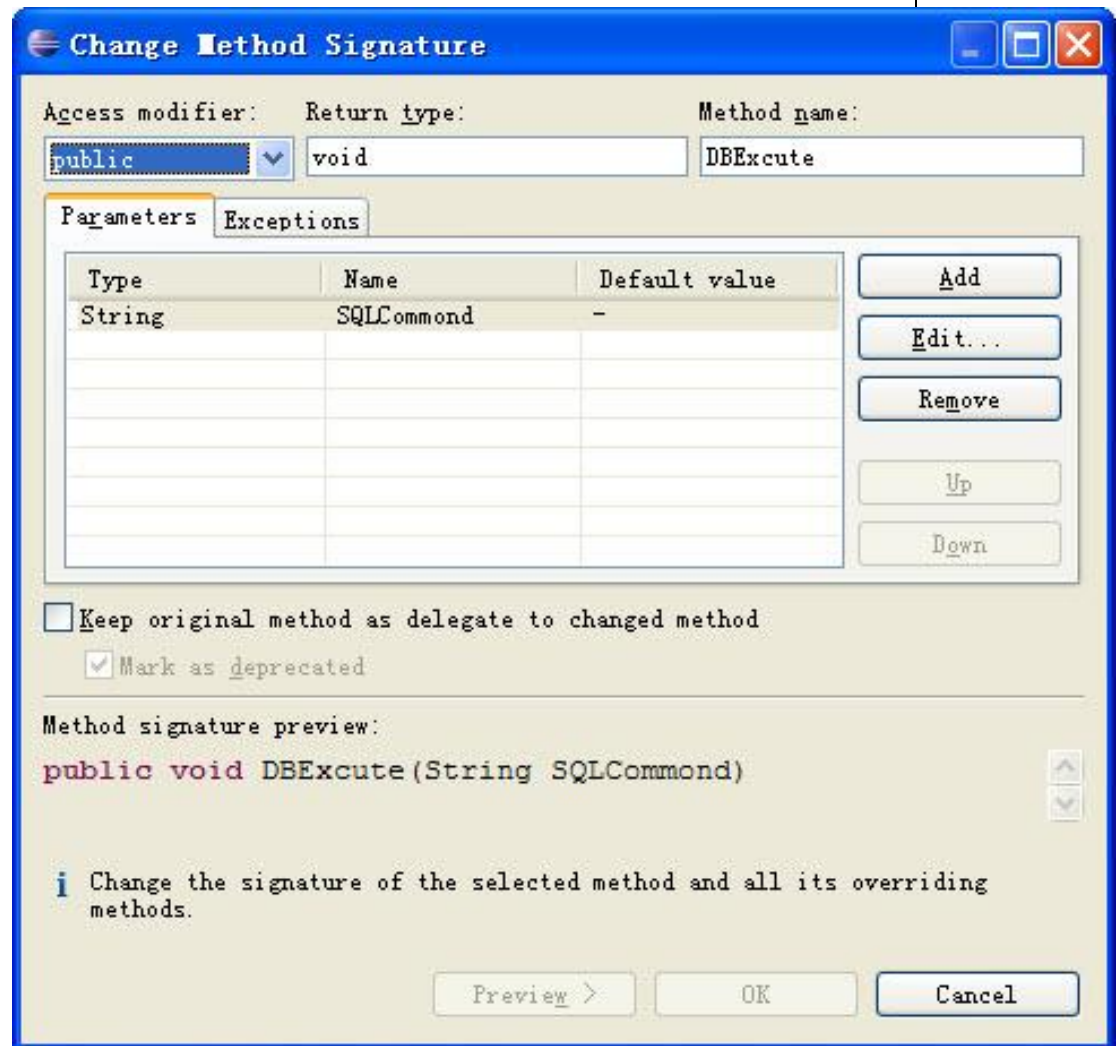 Change Method Signature
Access modifier: Return type: Method name:
public void DBExcute
Parameters Exceptions
Type Name Default value
String SQLCommond -
Add
Edit...
Remove
Up
Down
Keep original method as delegate to changed method
Mark as deprecated
Method signature preview:
public void DBExcute(String SQLCommond)
i Change the signature of the selected method and all its overriding
methods.
Preview > OK Cancel